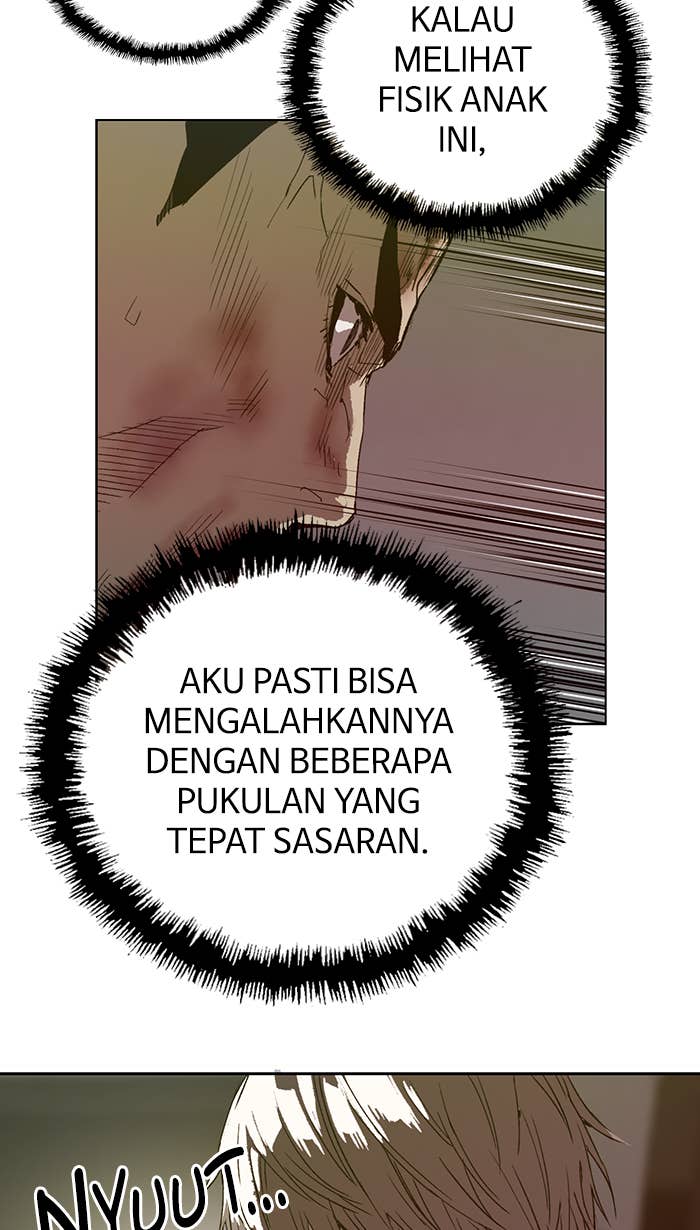 KALAU
MELIHAT
FISIK ANAK
INI,
AKU PASTI BISA
MENGALAHKANNYA
DENGAN BEBERAPA
PUKULAN YANG
TEPAT SASARAN.
NYUUT...